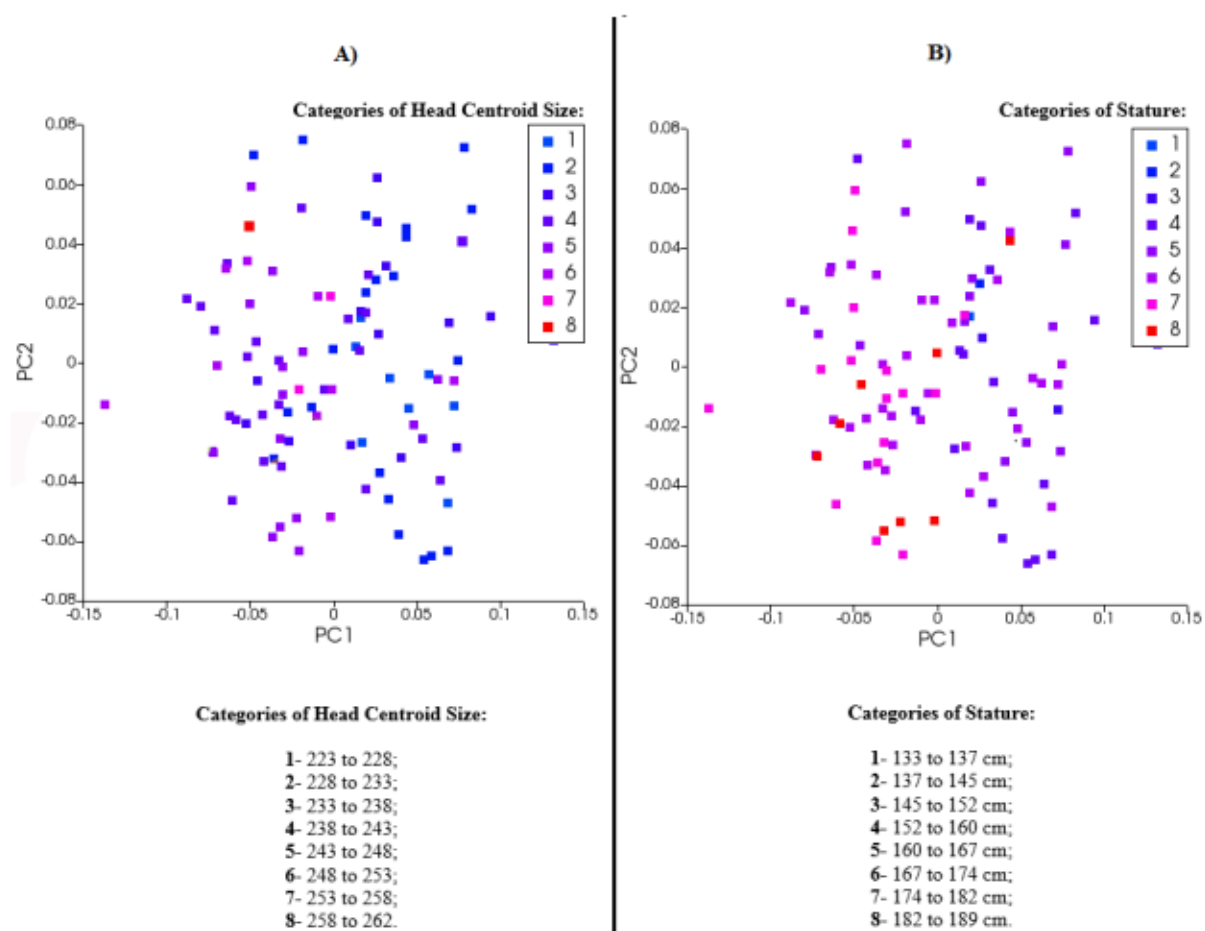 A)
Categories of Head Centroid Size:
1
2
3
4
5
6
7
8
0.08
0.06
0.04
0.02
0
-0.02
-0.04
-0.06
-0.08
PC2
-0.15
-0.1
-0.05
0
0.05
0.1
0.15
PC1
Categories of Head Centroid Size:
1- 223 to 228;
2- 228 to 233;
3- 233 to 238;
4- 238 to 243;
5- 243 to 248;
6- 248 to 253;
7- 253 to 258;
8- 258 to 262.
B)
Categories of Stature:
1
2
3
4
5
6
7
8
0.08
0.06
0.04
0.02
0
-0.02
-0.04
-0.06
-0.08
PC2
-0.15
-0.1
-0.05
0
0.05
0.1
0.15
PC1
Categories of Stature:
1- 133 to 137 cm;
2- 137 to 145 cm;
3- 145 to 152 cm;
4- 152 to 160 cm;
5- 160 to 167 cm;
6- 167 to 174 cm;
7- 174 to 182 cm;
8- 182 to 189 cm.